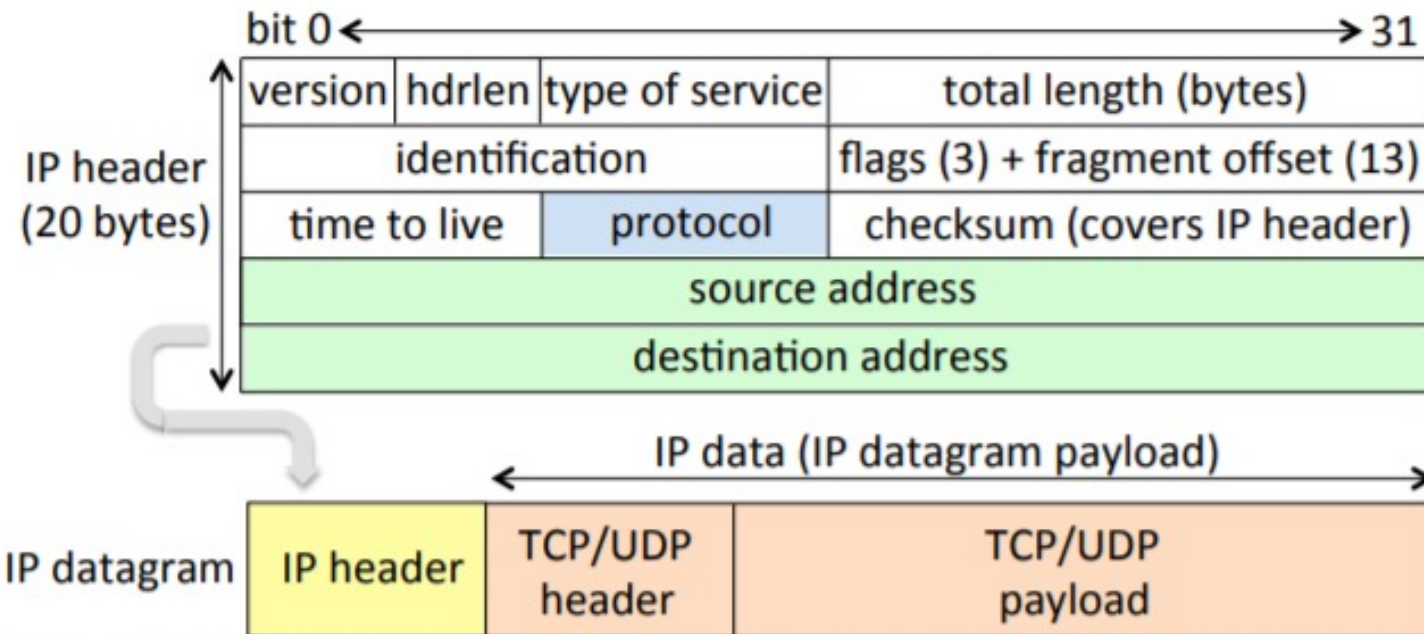 bit 0 31
version hdrlen type of service total length (bytes)
identification flags (3) + fragment offset (13)
IP header
(20 bytes)
time to live protocol checksum (covers IP header)
source address
destination address
IP data (IP datagram payload)
IP datagram IP header
TCP/UDP
header
TCP/UDP
payload